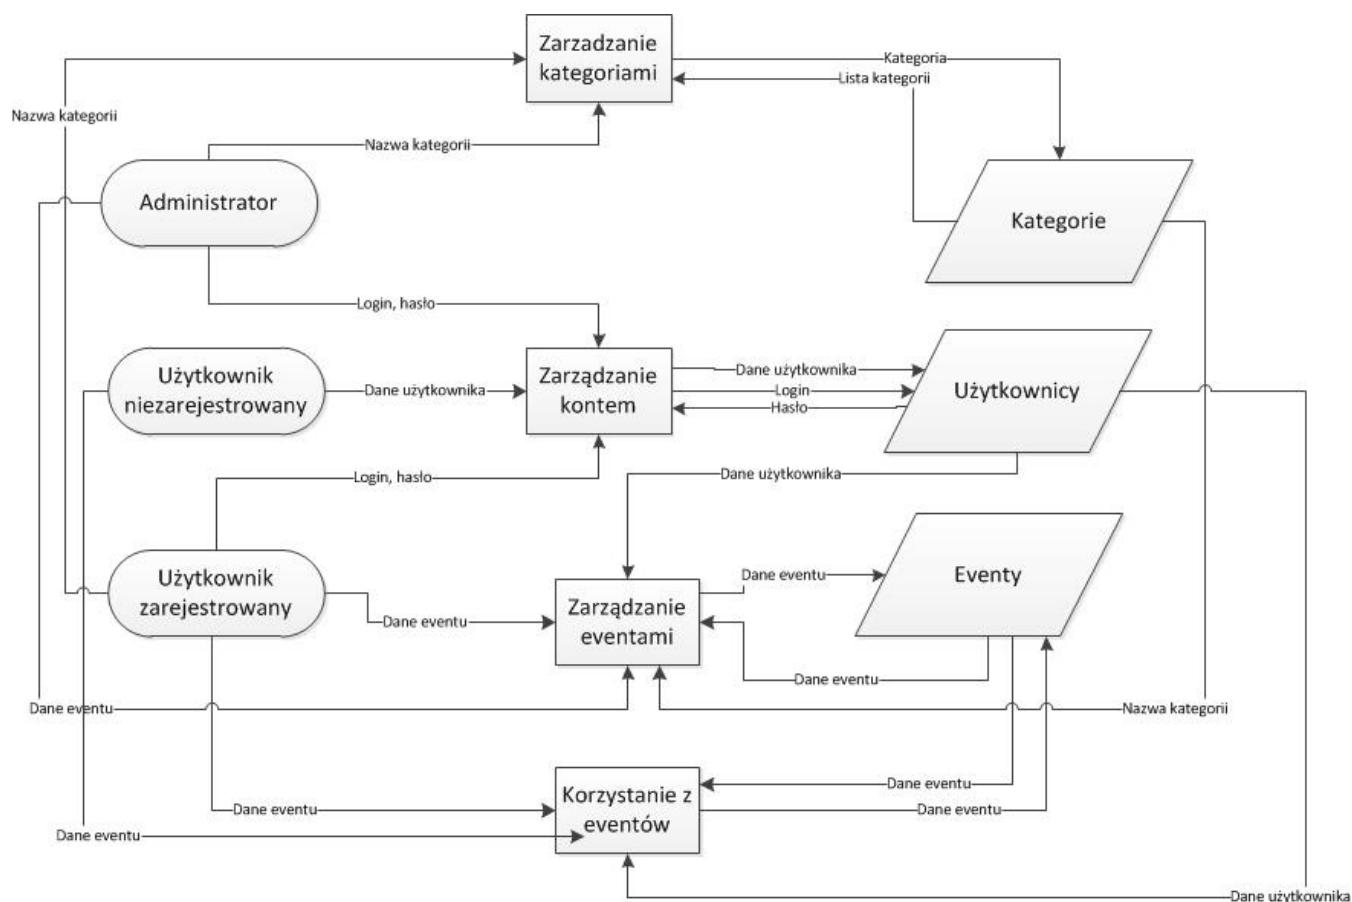 Zarzadzanie
kategoriami
Kategoria
Lista kategorii
Nazwa kategorii
Nazwa kategorii
Administrator
Kategorie
Login, hasło
Użytkownik
niezarejestrowany
Dane użytkownika
Zarządzanie
kontem
Dane użytkownika
Login
Hasło
Użytkownicy
Login, hasło
Dane użytkownika
Użytkownik
zarejestrowany
Dane eventu
Zarządzanie
eventami
Dane eventu
Eventy
Dane eventu
Dane eventu
Nazwa kategorii
Korzystanie z
eventów
Dane eventu
Dane eventu
Dane eventu
Dane eventu
Dane użytkownika